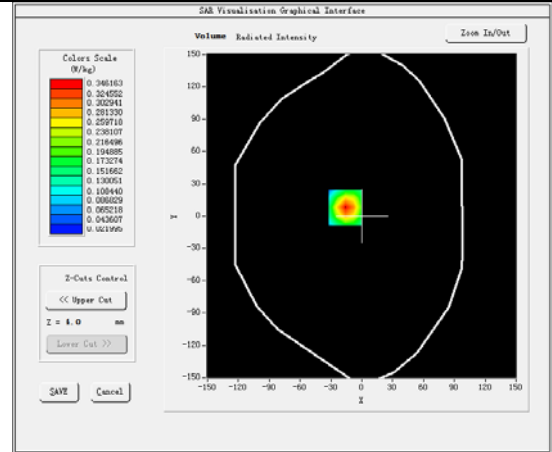 SAR Visualisation Graphical Interface
Volume Radiated Intensity
Zoom In/Out
Colors Scale
(W/kg)
0.346163
0.324552
0.302941
0.281330
0.259718
0.238107
0.216496
0.194885
0.173274
0.151662
0.130051
0.108440
0.086829
0.065218
0.043607
0.021995
Z-Cuts Control
<< Upper Cut
Z = 4.0 mm
Lower Cut >>
SAVE Cancel
150
120
90
60
30
0
-30
-60
-90
-120
-150
Y
-150 -120 -90 -60 -30 0 30 60 90 120 150
X